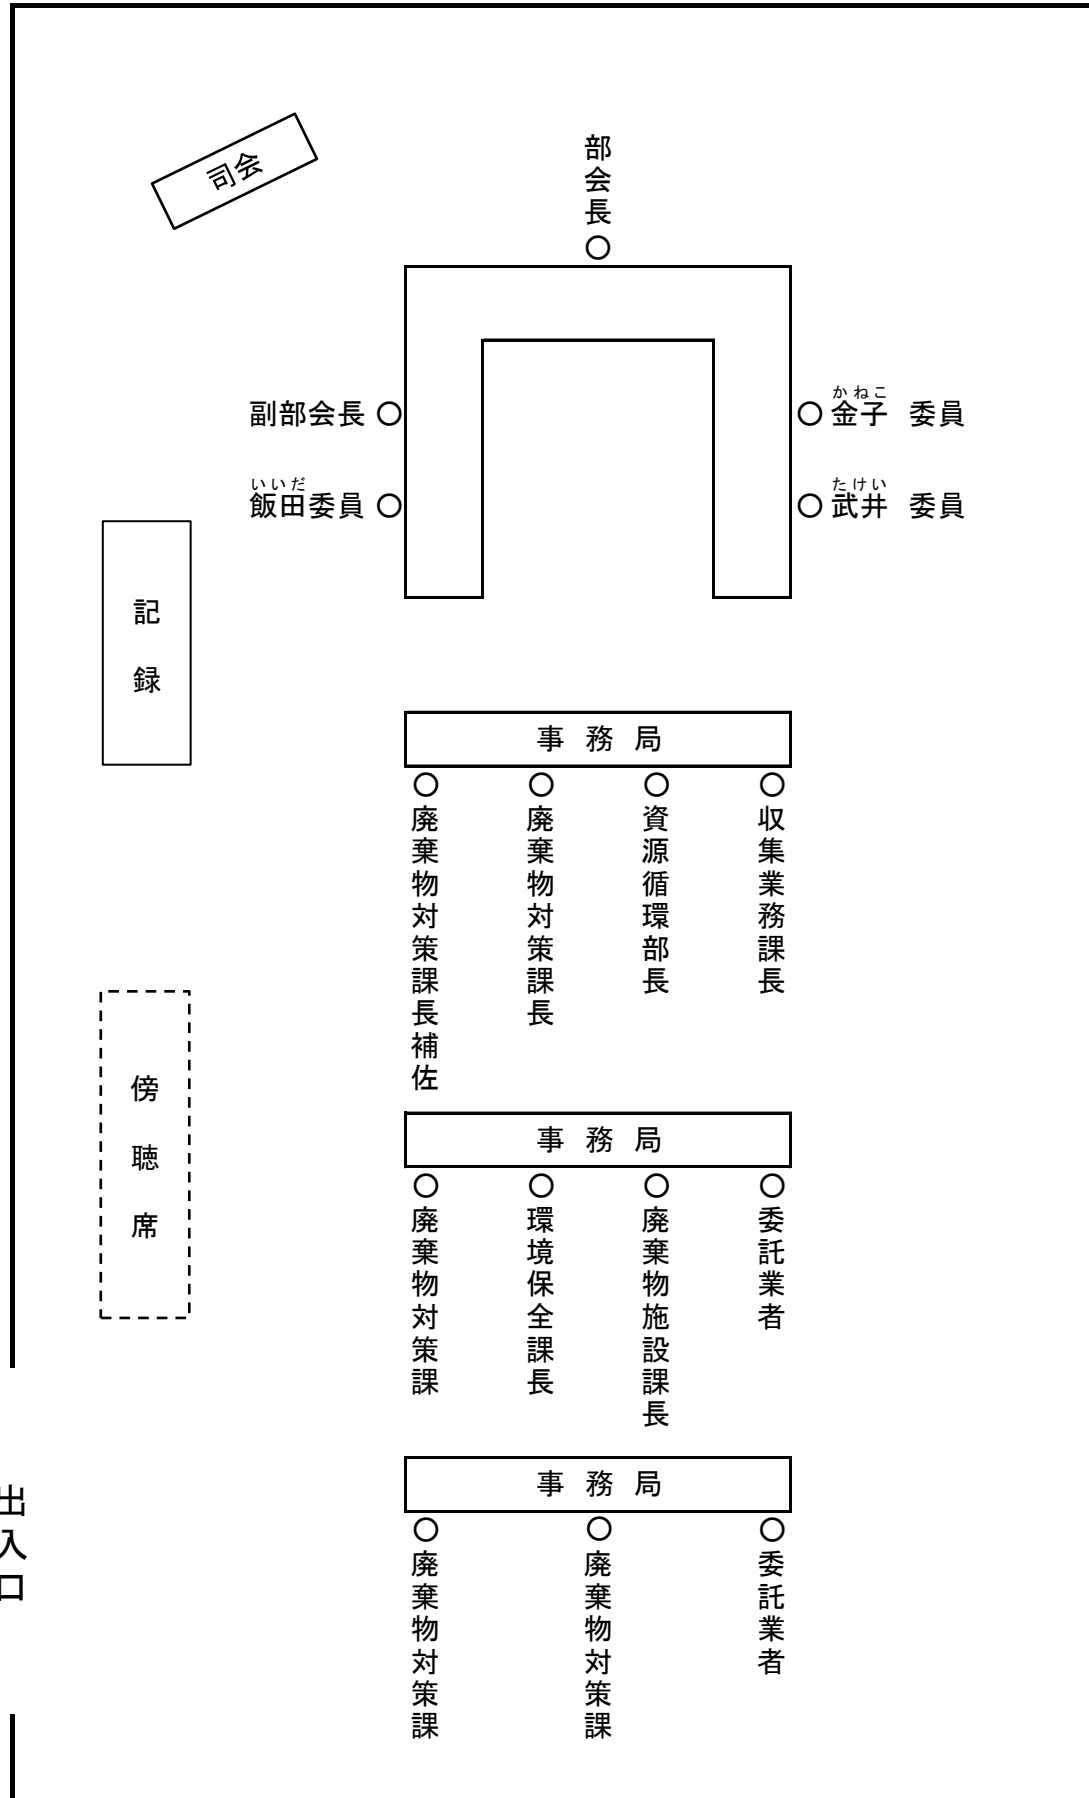 司会
部会長
副部会長
かねこ
金子 委員
いいだ
飯田委員
たけい
武井 委員
記録
事務局
廃棄物対策課長補佐
廃棄物対策課長
資源循環部長
収集業務課長
傍聴席
事務局
廃棄物対策課
環境保全課長
廃棄物施設課長
委託業者
出入口
事務局
廃棄物対策課
廃棄物対策課
委託業者